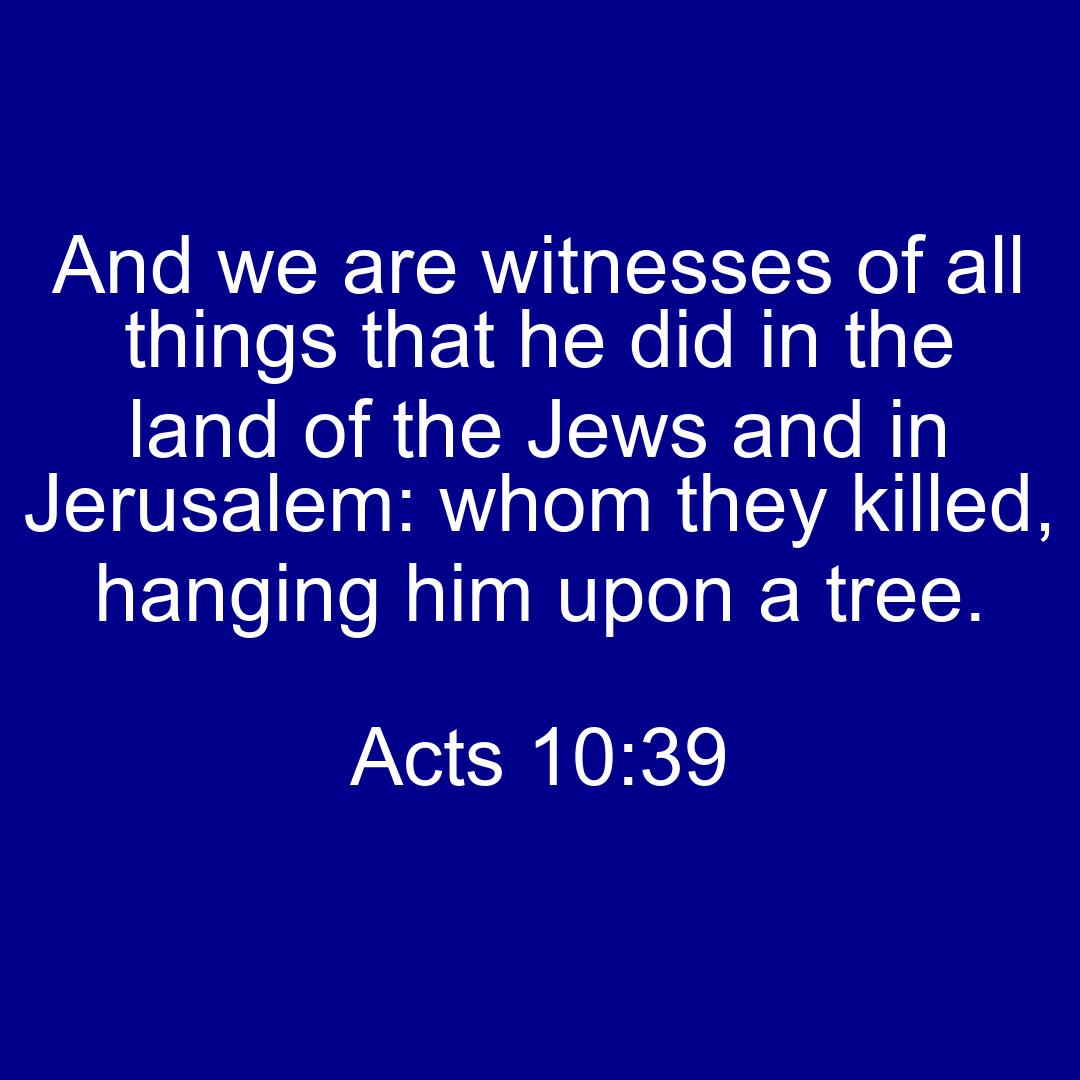 And we are witnesses of all
things that he did in the
land of the Jews and in
Jerusalem: whom they killed,
hanging him upon a tree.
Acts 10:39